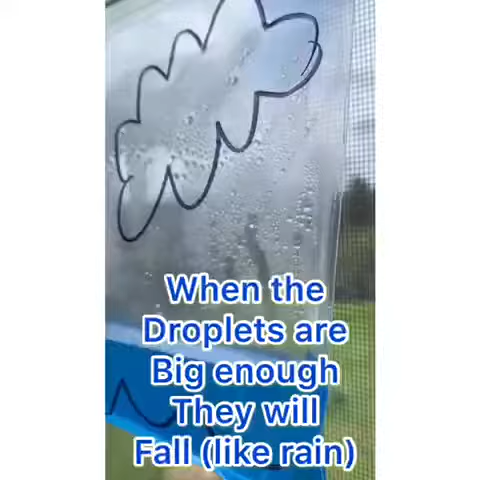 When the
Droplets are
Big enough
They will
Fall (like rain)